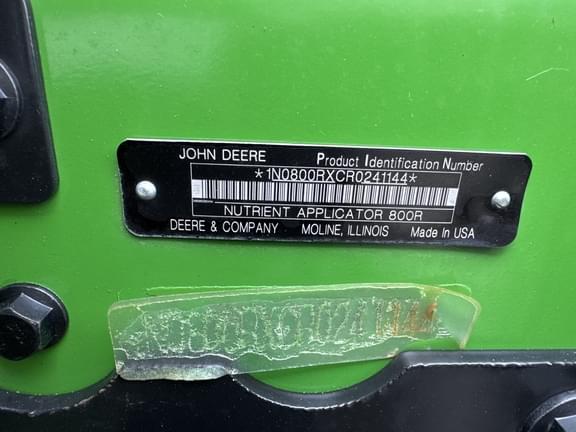 JOHN DEERE Product Identification Number
*1N0800RXCR0241144*
NUTRIENT APPLICATOR 800R
DEERE & COMPANY MOLINE, ILLINOIS Made In USA